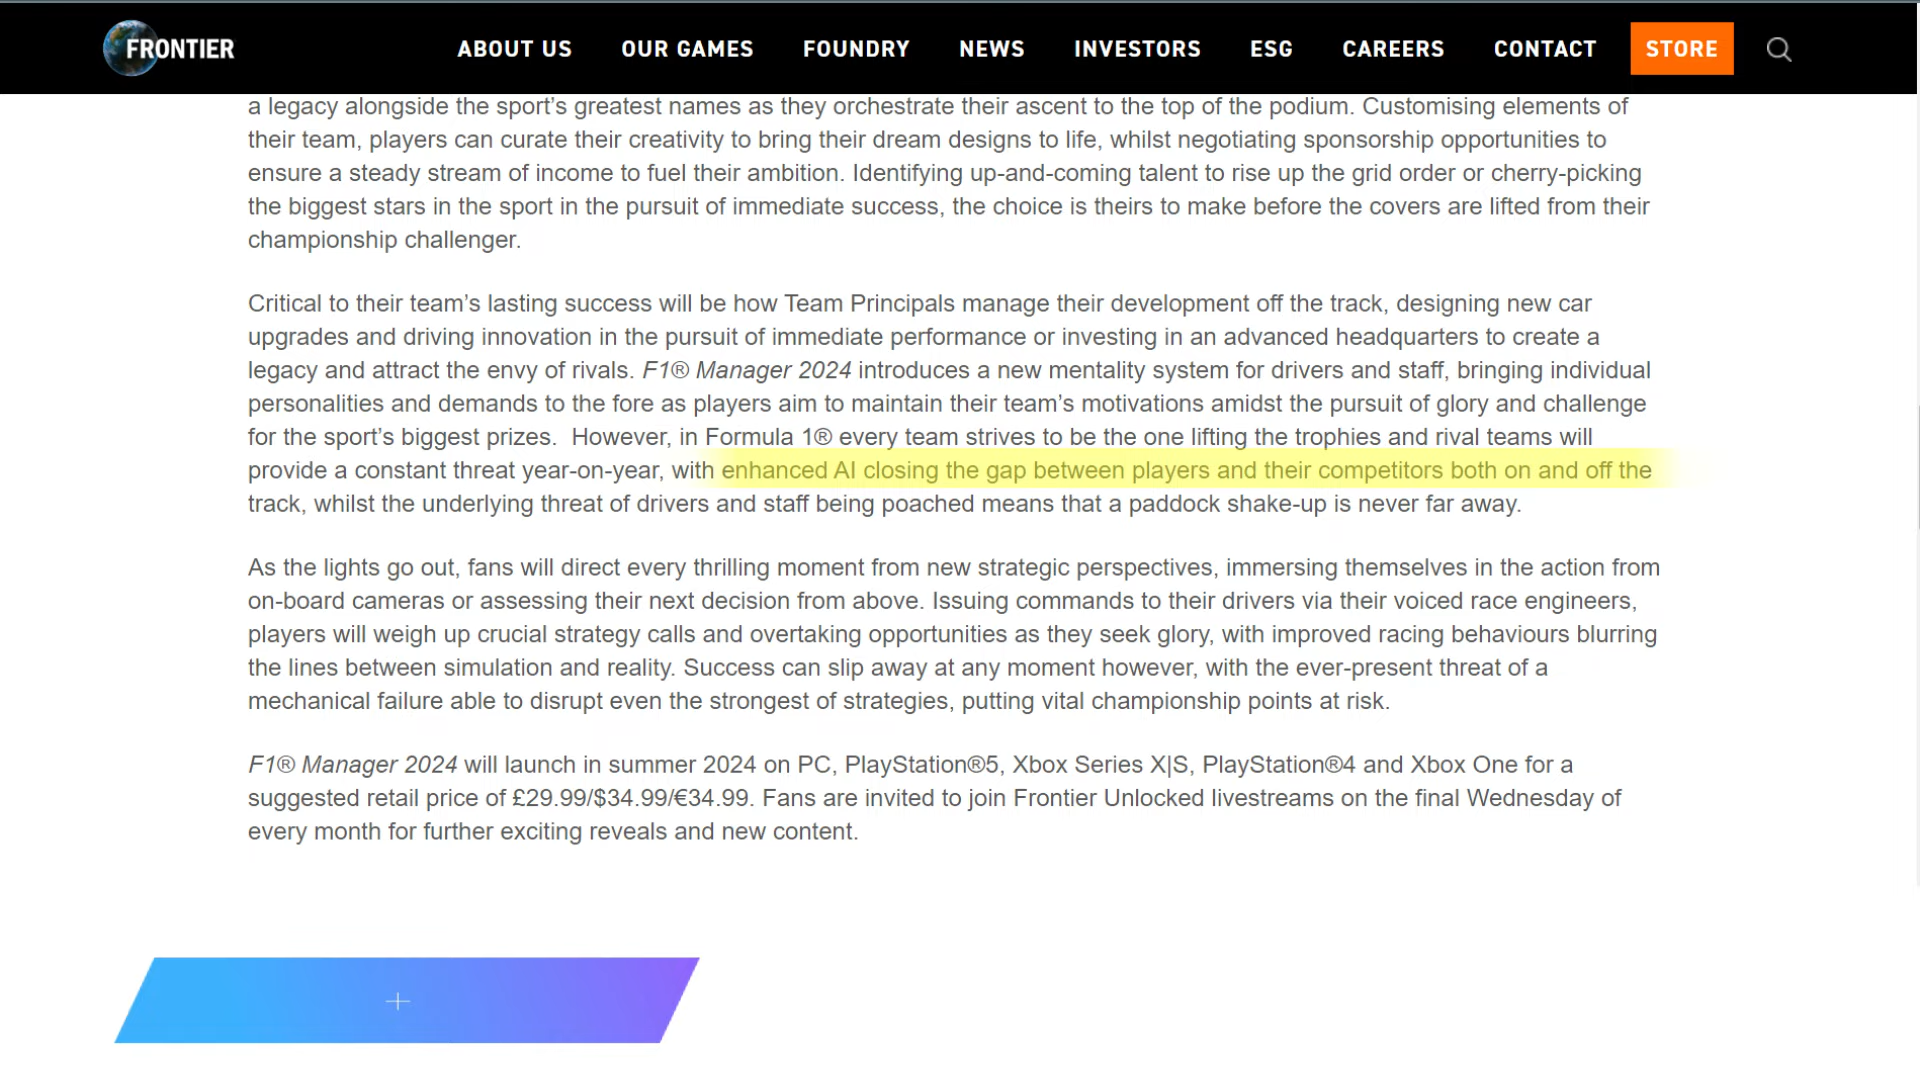 FRONTIER
ABOUT US OUR GAMES FOUNDRY NEWS INVESTORS ESG CAREERS CONTACT STORE
a legacy alongside the sport’s greatest names as they orchestrate their ascent to the top of the podium. Customising elements of
their team, players can curate their creativity to bring their dream designs to life, whilst negotiating sponsorship opportunities to
ensure a steady stream of income to fuel their ambition. Identifying up-and-coming talent to rise up the grid order or cherry-picking
the biggest stars in the sport in the pursuit of immediate success, the choice is theirs to make before the covers are lifted from their
championship challenger.
Critical to their team’s lasting success will be how Team Principals manage their development off the track, designing new car
upgrades and driving innovation in the pursuit of immediate performance or investing in an advanced headquarters to create a
legacy and attract the envy of rivals. F1® Manager 2024 introduces a new mentality system for drivers and staff, bringing individual
personalities and demands to the fore as players aim to maintain their team’s motivations amidst the pursuit of glory and challenge
for the sport’s biggest prizes.  However, in Formula 1® every team strives to be the one lifting the trophies and rival teams will
provide a constant threat year-on-year, with enhanced AI closing the gap between players and their competitors both on and off the
track, whilst the underlying threat of drivers and staff being poached means that a paddock shake-up is never far away.
As the lights go out, fans will direct every thrilling moment from new strategic perspectives, immersing themselves in the action from
on-board cameras or assessing their next decision from above. Issuing commands to their drivers via their voiced race engineers,
players will weigh up crucial strategy calls and overtaking opportunities as they seek glory, with improved racing behaviours blurring
the lines between simulation and reality. Success can slip away at any moment however, with the ever-present threat of a
mechanical failure able to disrupt even the strongest of strategies, putting vital championship points at risk.
F1® Manager 2024 will launch in summer 2024 on PC, PlayStation®5, Xbox Series X|S, PlayStation®4 and Xbox One for a
suggested retail price of £29.99/$34.99/€34.99. Fans are invited to join Frontier Unlocked livestreams on the final Wednesday of
every month for further exciting reveals and new content.